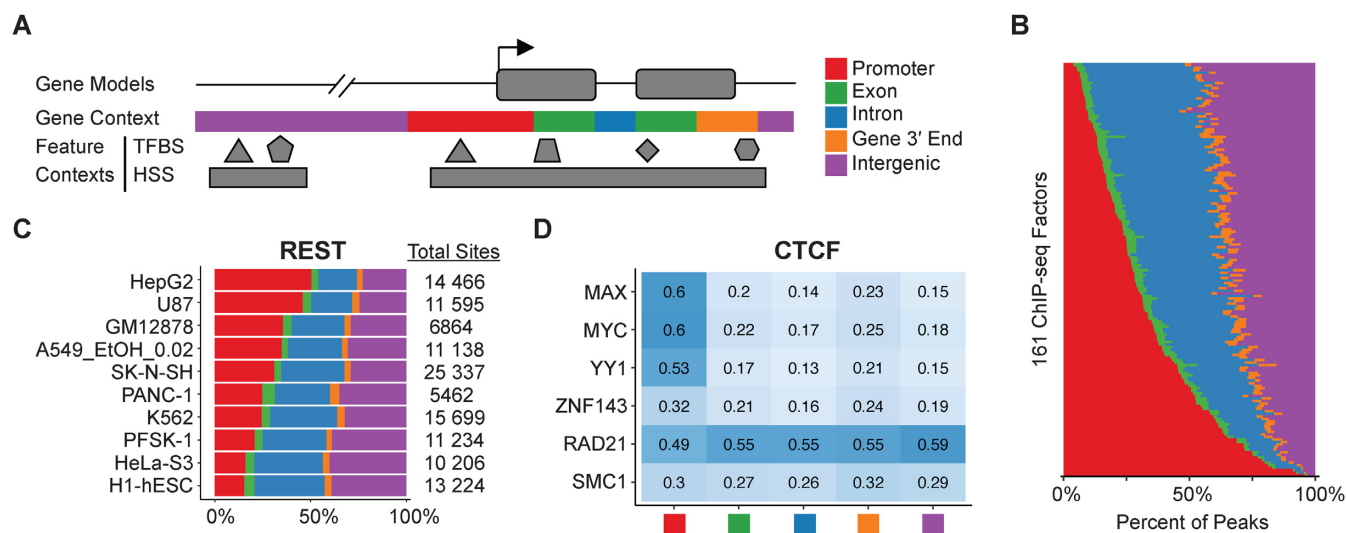 A
Gene Models
Gene Context
Feature TFBS
Contexts HSS
Promoter
Exon
Intron
Gene 3′ End
Intergenic
B
161 ChIP-seq Factors
0% 50% 100%
Percent of Peaks
C
REST Total Sites
HepG2 14 466
U87 11 595
GM12878 6864
A549_EtOH_0.02 11 138
SK-N-SH 25 337
PANC-1 5462
K562 15 699
PFSK-1 11 234
HeLa-S3 10 206
H1-hESC 13 224
0% 50% 100%
D
CTCF
MAX 0.6 0.2 0.14 0.23 0.15
MYC 0.6 0.22 0.17 0.25 0.18
YY1 0.53 0.17 0.13 0.21 0.15
ZNF143 0.32 0.21 0.16 0.24 0.19
RAD21 0.49 0.55 0.55 0.55 0.59
SMC1 0.3 0.27 0.26 0.32 0.29